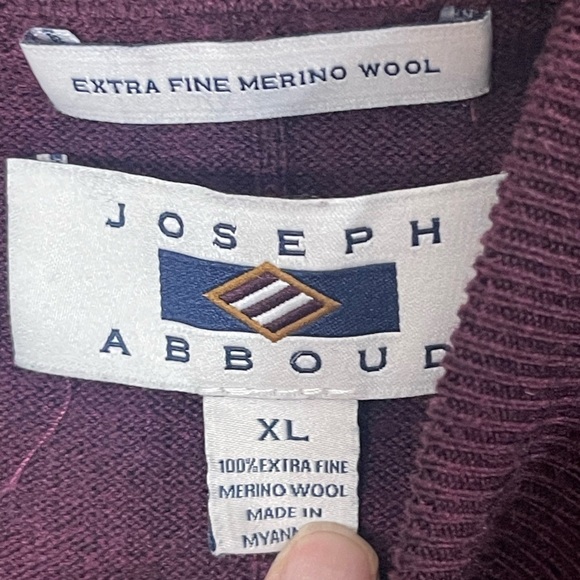 EXTRA FINE MERINO WOOL
JOSEPH
ABBOUD
XL
100% EXTRA FINE
MERINO WOOL
MADE IN